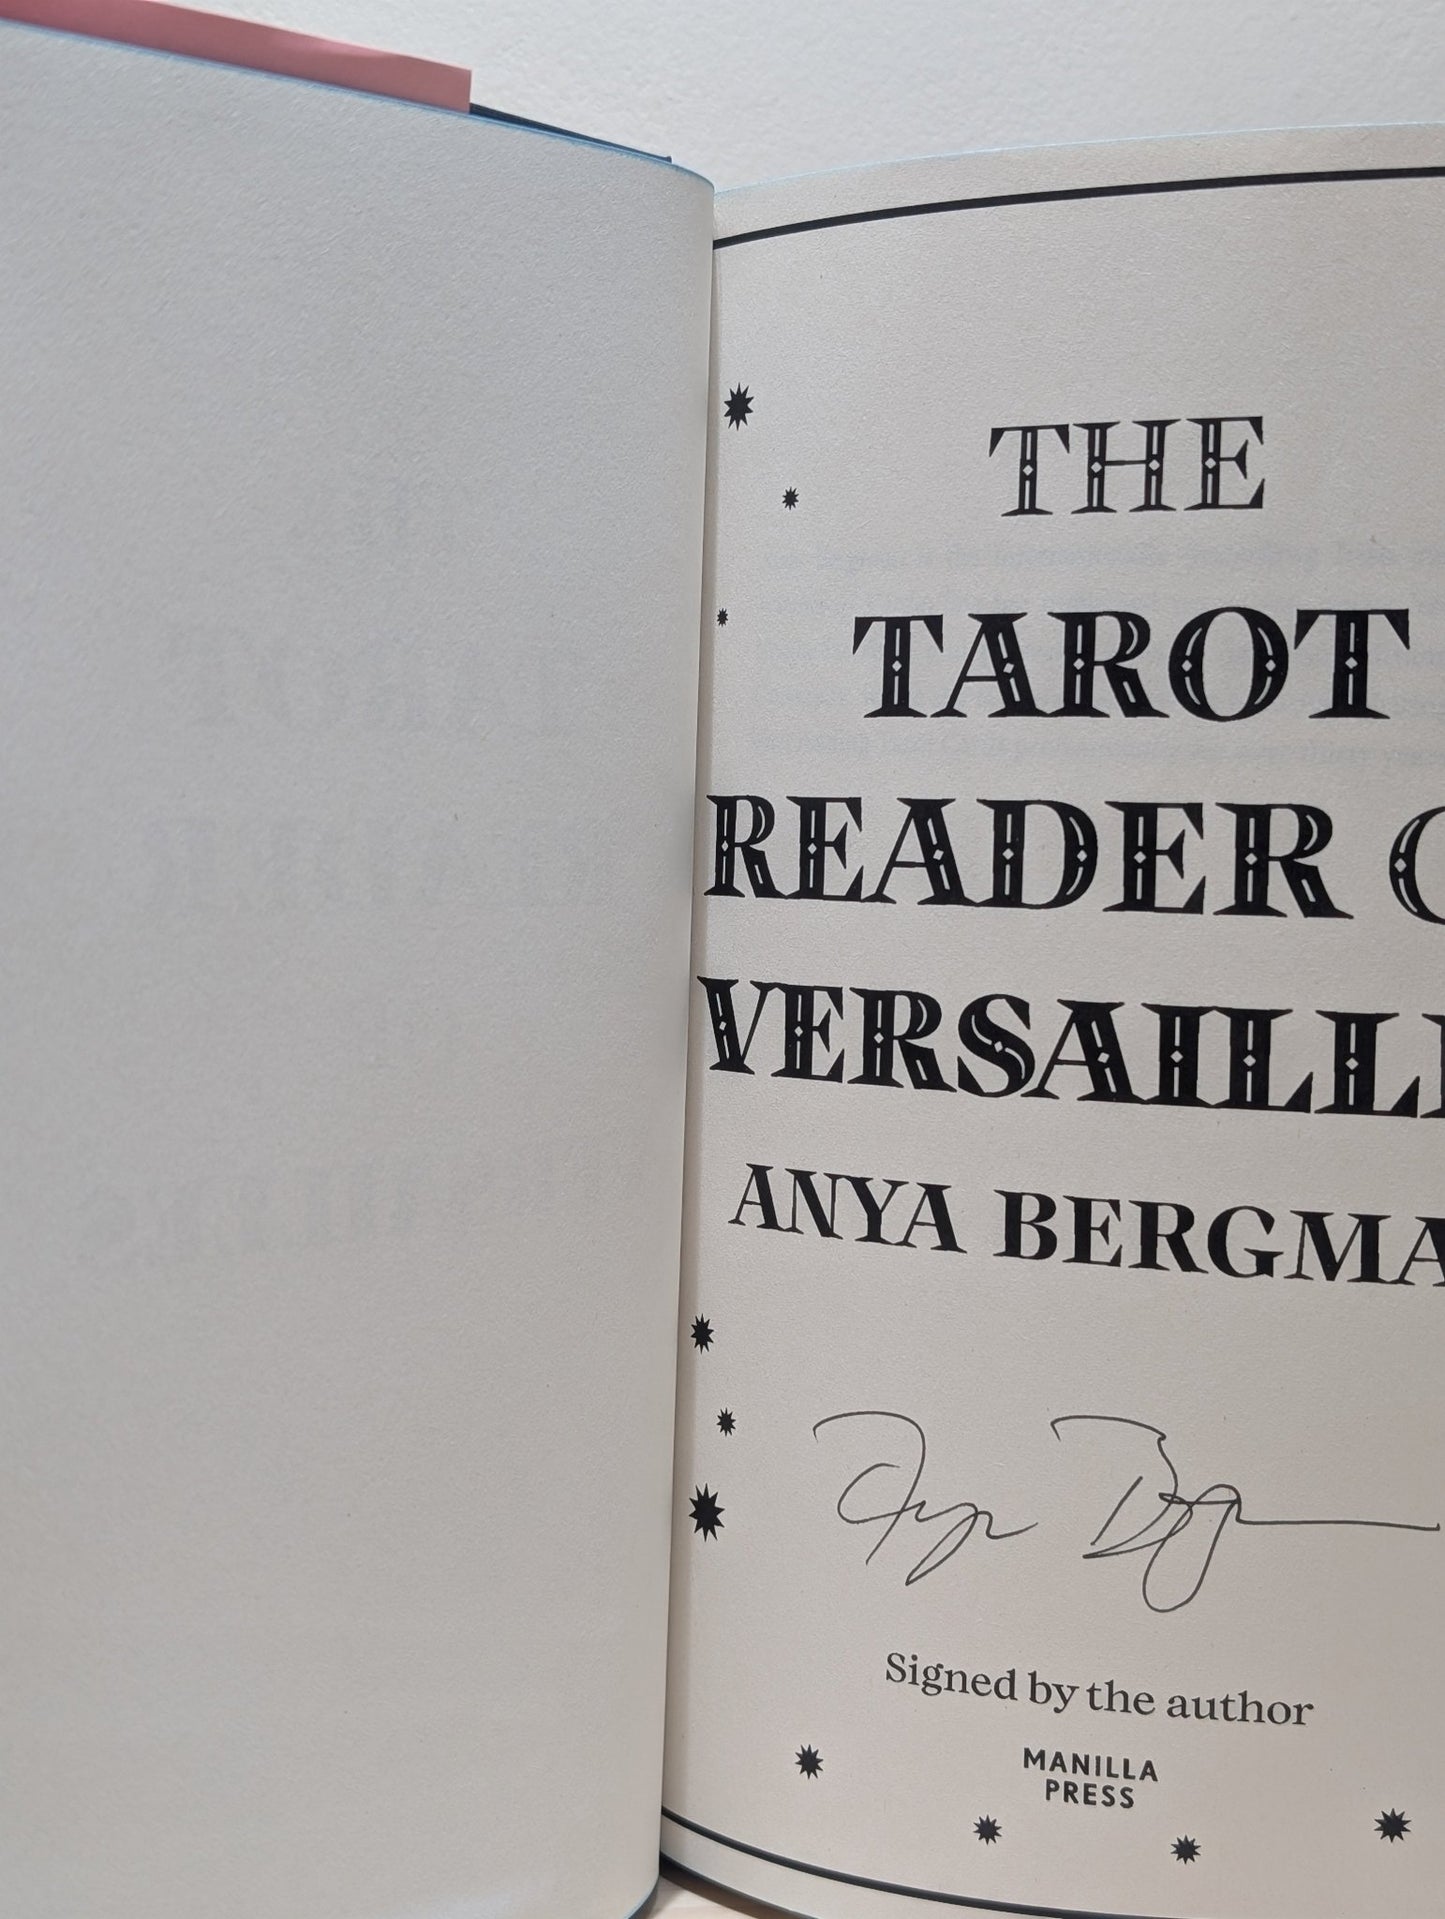 THE
TAROT
READER
VERSAILL
ANYA BERGMA
Signed by the author
MANILLA
PRESS